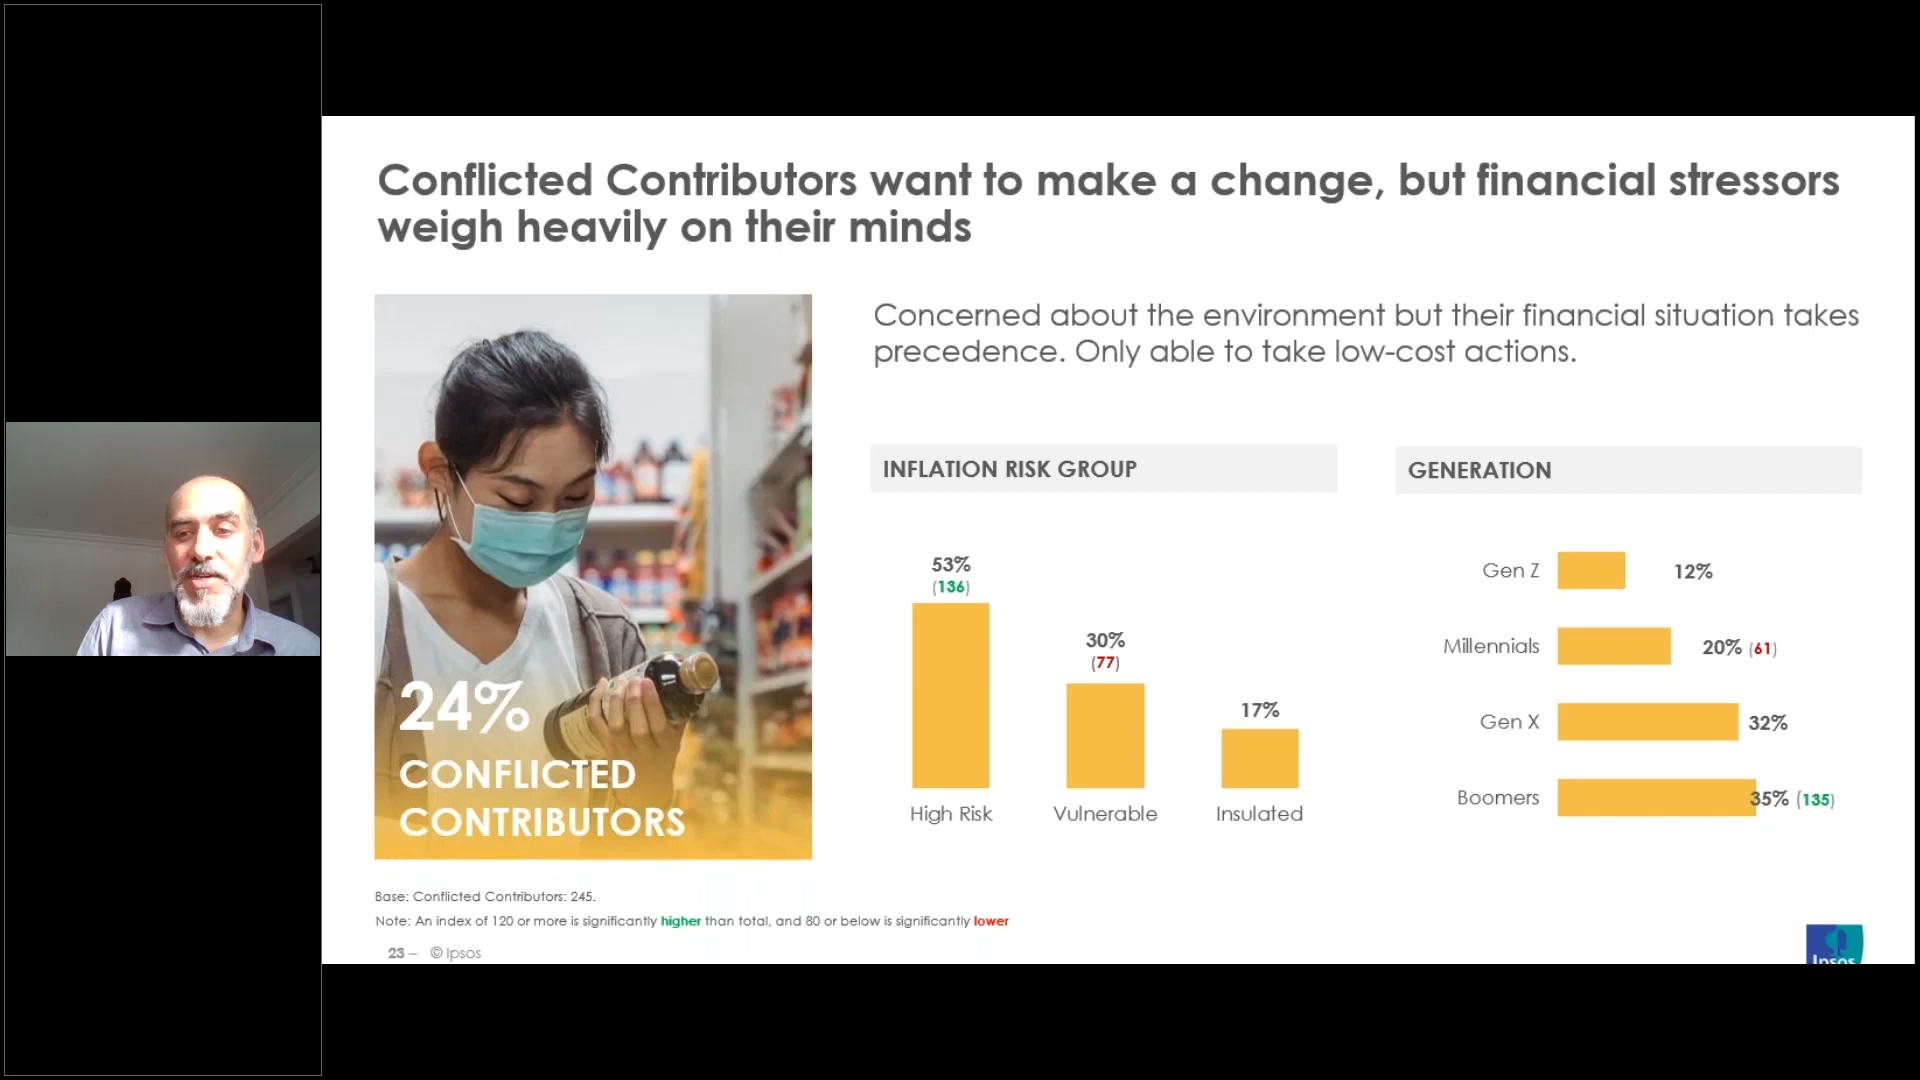 Conflicted Contributors want to make a change, but financial stressors
weigh heavily on their minds
Concerned about the environment but their financial situation takes
precedence. Only able to take low-cost actions.
24%
CONFLICTED
CONTRIBUTORS
INFLATION RISK GROUP
53%
(136)
30%
(77)
17%
High Risk
Vulnerable
Insulated
GENERATION
Gen Z 12%
Millennials 20% (61)
Gen X 32%
Boomers 35% (135)
Base: Conflicted Contributors: 245.
Note: An index of 120 or more is significantly higher than total, and 80 or below is significantly lower
23 – © Ipsos
Ipsos